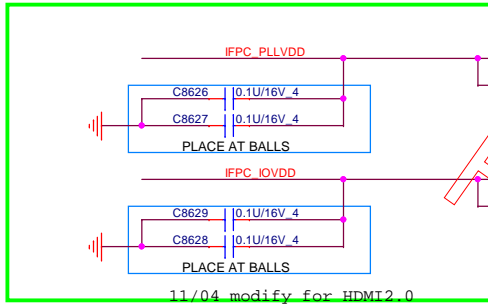 IFPC_PLLVDD
C8626 0.1U/16V_4
C8627 0.1U/16V_4
PLACE AT BALLS
IFPC_IOVDD
C8629 0.1U/16V_4
C8628 0.1U/16V_4
PLACE AT BALLS
11/04 modify for HDMI2.0